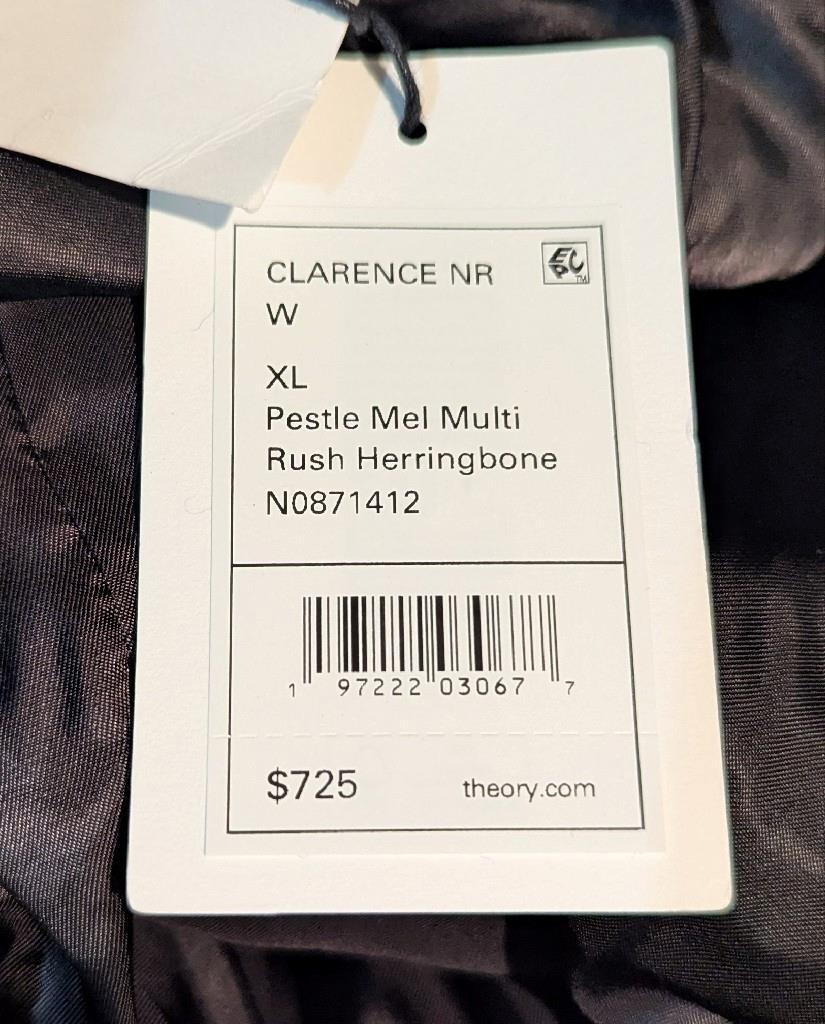 CLARENCE NR
W
XL
Pestle Mel Multi
Rush Herringbone
N0871412
1 97222 03067 7
$725 theory.com